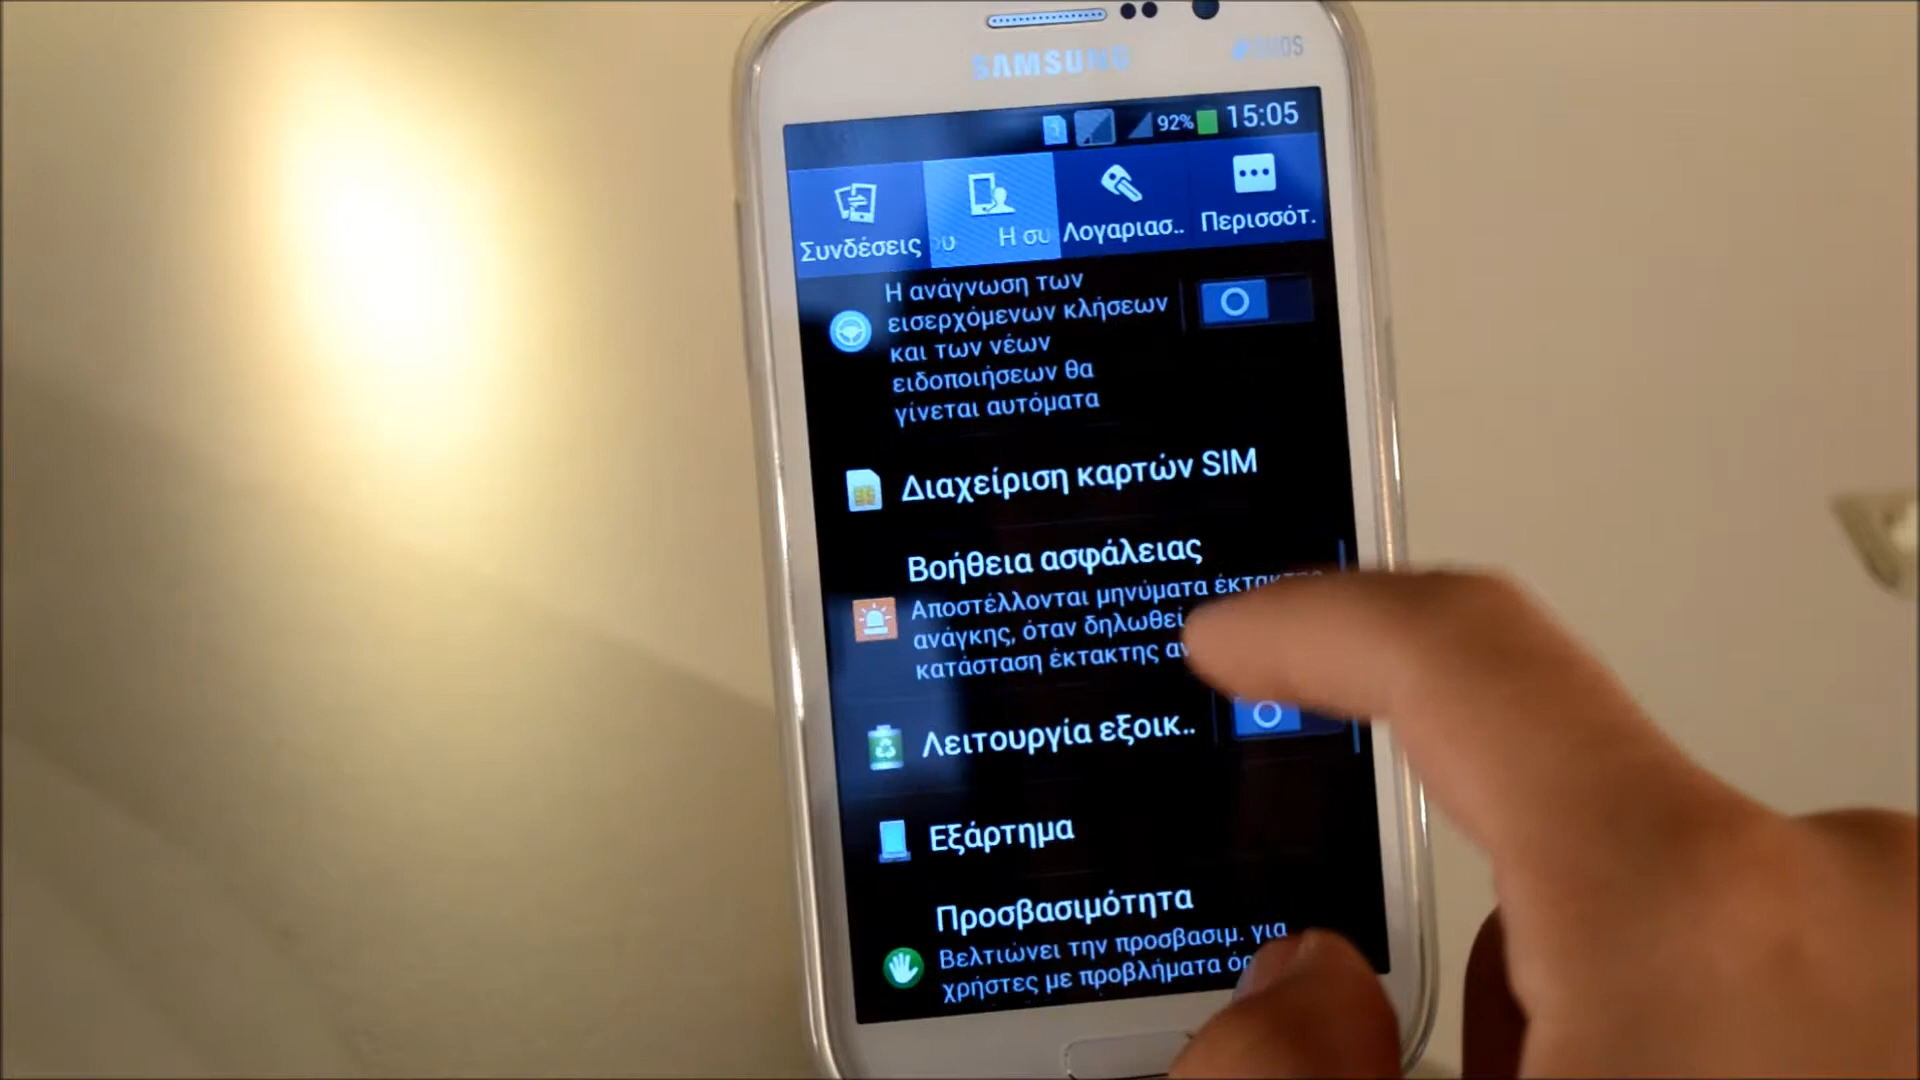 SAMSUNG
DUOS
92% 15:05
Συνδέσεις
Η συ
Λογαριασ..
Περισσότ.
Η ανάγνωση των
εισερχόμενων κλήσεων
και των νέων
ειδοποιήσεων θα
γίνεται αυτόματα
Διαχείριση καρτών SIM
Βοήθεια ασφάλειας
Αποστέλλονται μηνύματα έκτακτης
ανάγκης, όταν δηλωθεί
κατάσταση έκτακτης
Λειτουργία εξοικ..
Εξάρτημα
Προσβασιμότητα
Βελτιώνει την προσβασιμ. για
χρήστες με προβλήματα